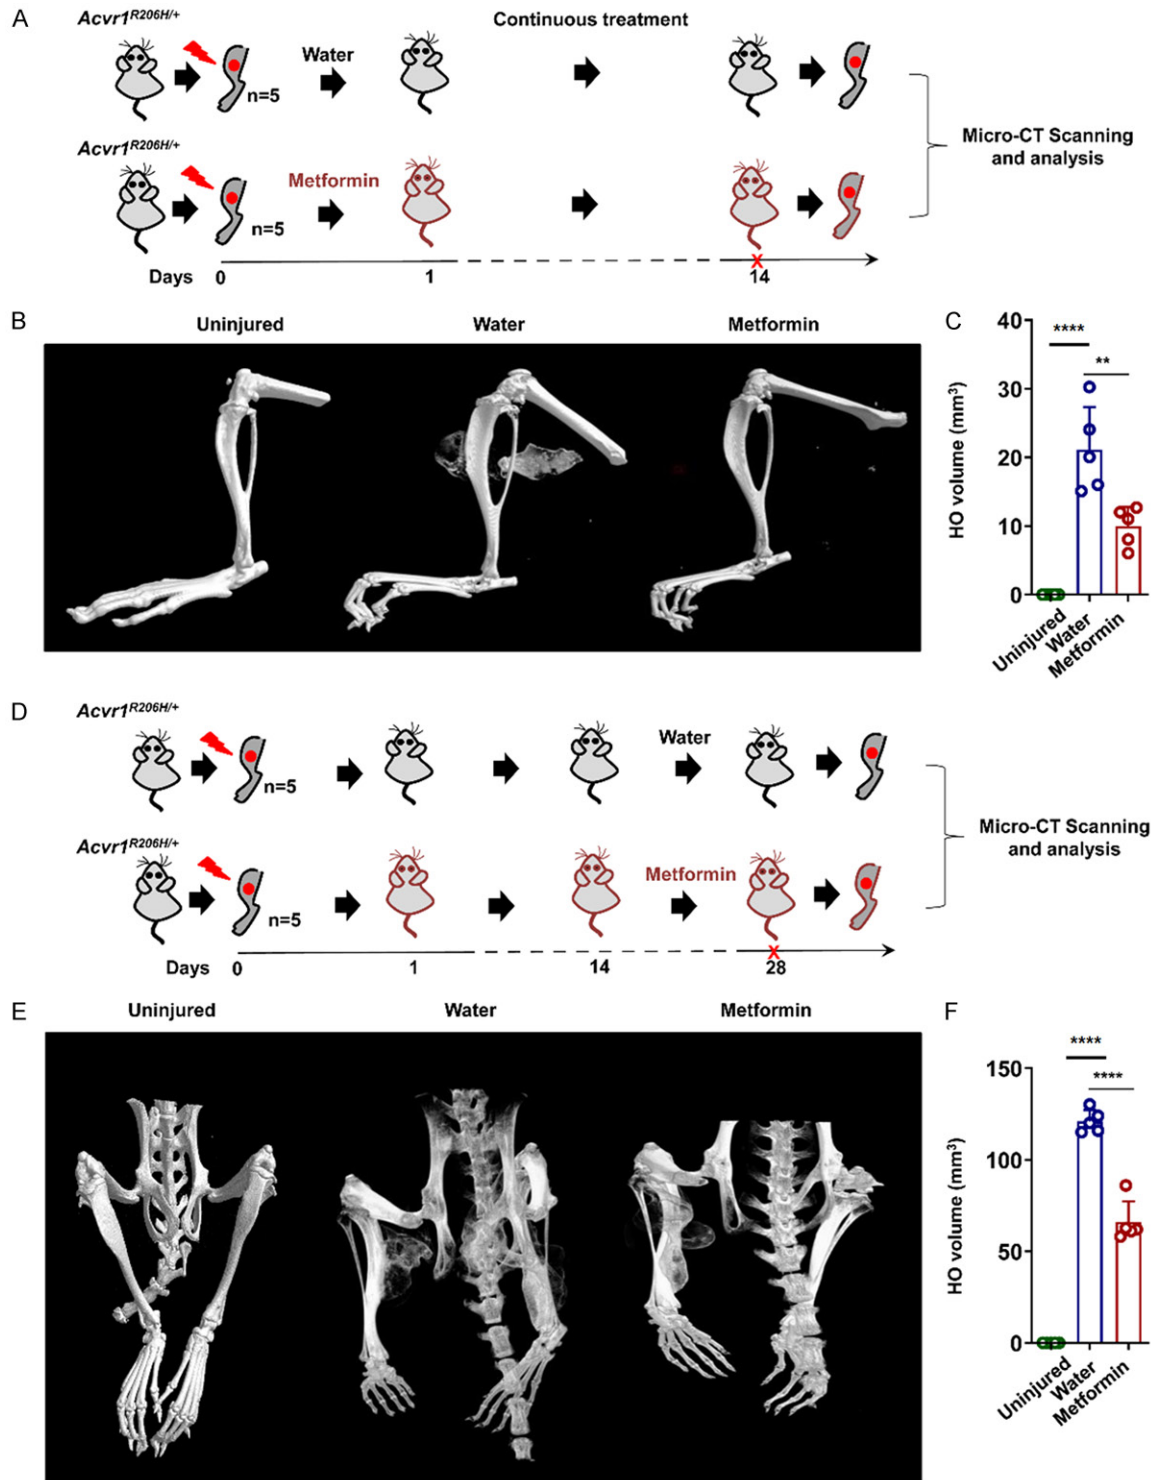 A
Acvr1R206H/+
Continuous treatment
Water
n=5
Acvr1R206H/+
Metformin
n=5
Micro-CT Scanning
and analysis
Days 0 1 14
B
Uninjured Water Metformin
C
HO volume (mm³)
40
30
20
10
0
****
**
Uninjured
Water
Metformin
D
Acvr1R206H/+
Water
n=5
Acvr1R206H/+
Metformin
n=5
Micro-CT Scanning
and analysis
Days 0 1 14 28
E
Uninjured Water Metformin
F
HO volume (mm³)
150
100
50
0
****
****
Uninjured
Water
Metformin